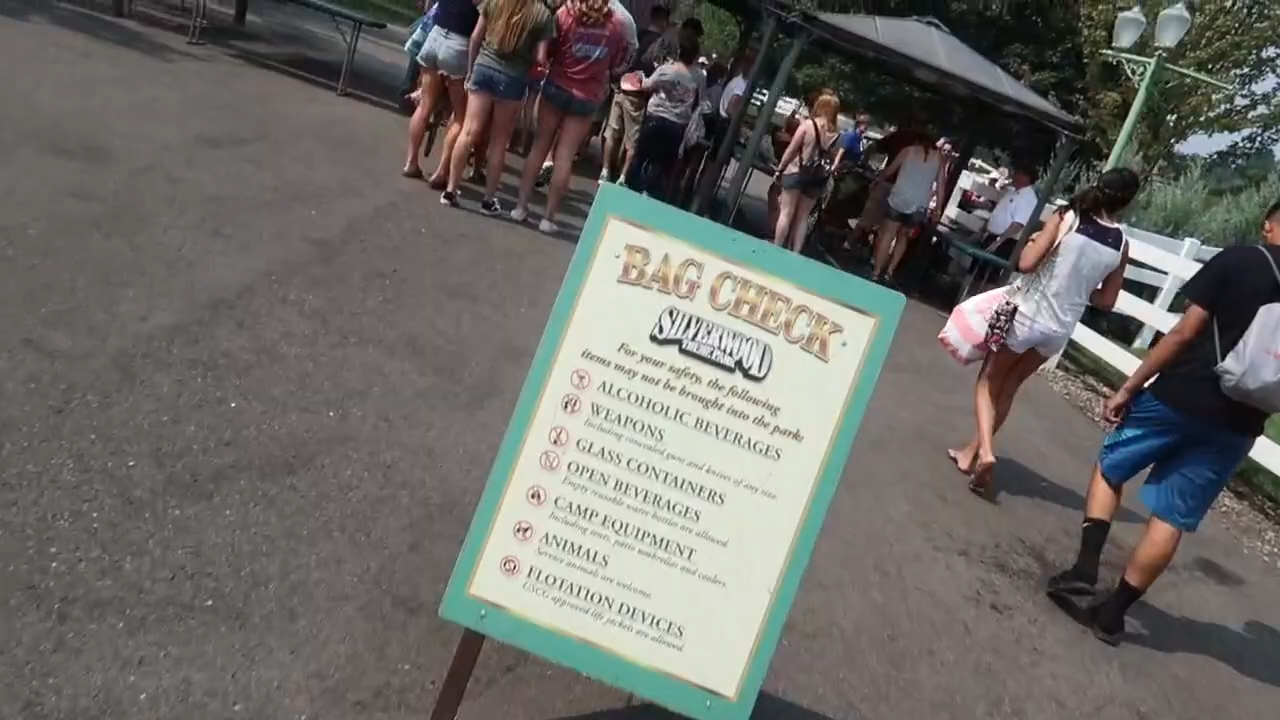 BAG CHECK
SILVERWOOD
THEME PARK
For your safety, the following
items may not be brought into the park:
ALCOHOLIC BEVERAGES
WEAPONS
Including concealed guns and knives of any size.
GLASS CONTAINERS
OPEN BEVERAGES
Empty reusable water bottles are allowed.
CAMP EQUIPMENT
Including tents, patio umbrellas and coolers.
ANIMALS
Service animals are welcome.
FLOTATION DEVICES
USCG approved life jackets are allowed.